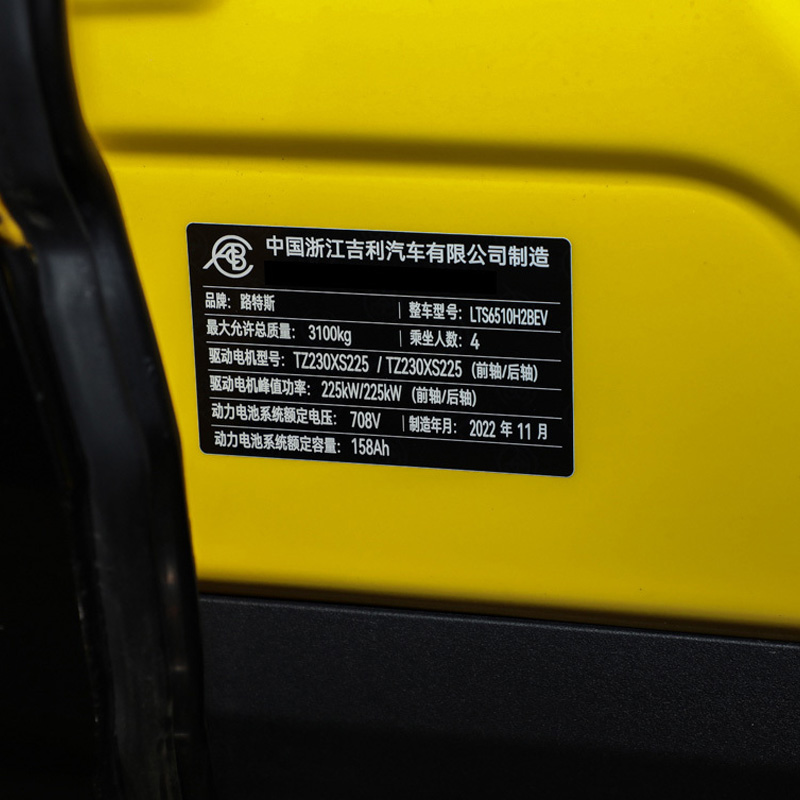 中国浙江吉利汽车有限公司制造
品牌：路特斯 整车型号：LTS6510H2BEV
最大允许总质量：3100kg 乘坐人数：4
驱动电机型号：TZ230XS225 / TZ230XS225（前轴/后轴）
驱动电机峰值功率：225kW/225kW（前轴/后轴）
动力电池系统额定电压：708V 制造年月：2022 年 11 月
动力电池系统额定容量：158Ah